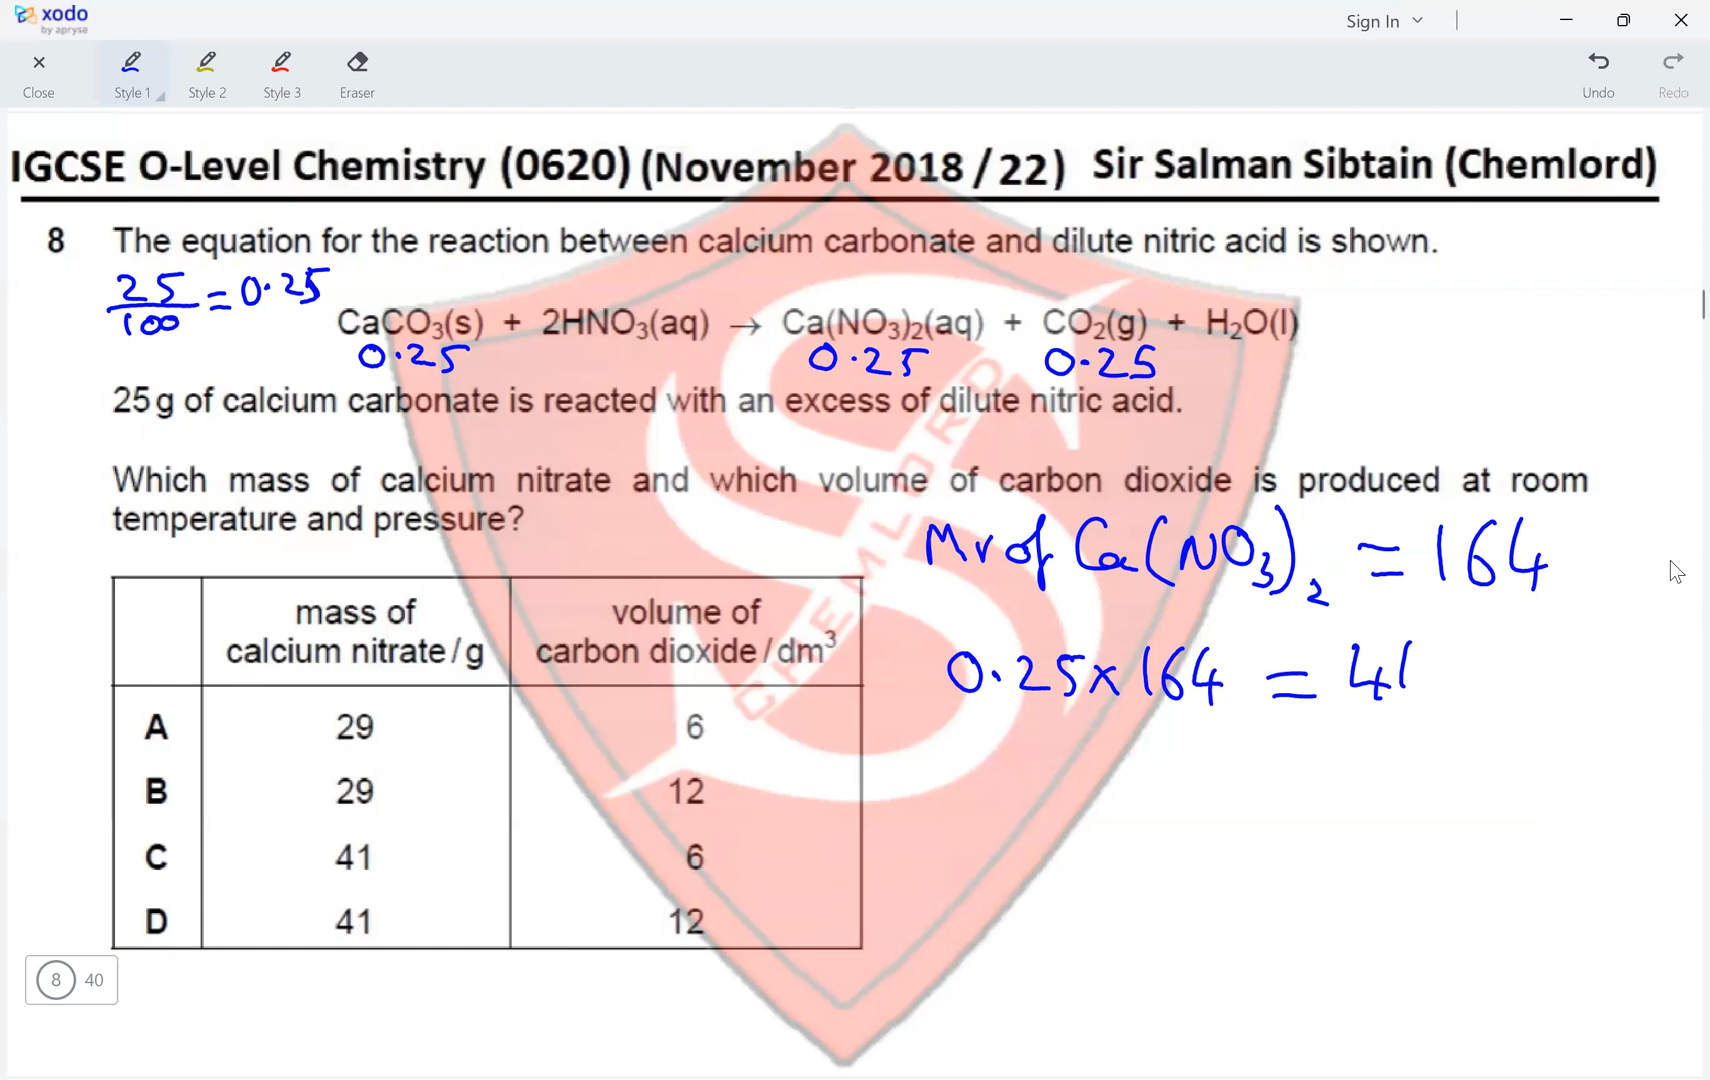 xodo
by apryse
Sign In
Close
Style 1
Style 2
Style 3
Eraser
Undo
Redo
IGCSE O-Level Chemistry (0620) (November 2018 / 22) Sir Salman Sibtain (Chemlord)
8 The equation for the reaction between calcium carbonate and dilute nitric acid is shown.
25/100 = 0.25
CaCO₃(s) + 2HNO₃(aq) → Ca(NO₃)₂(aq) + CO₂(g) + H₂O(l)
0.25 0.25 0.25
25 g of calcium carbonate is reacted with an excess of dilute nitric acid.
Which mass of calcium nitrate and which volume of carbon dioxide is produced at room
temperature and pressure?
Mr of Ca(NO₃)₂ = 164
0.25 × 164 = 41
mass of
calcium nitrate / g
volume of
carbon dioxide / dm³
A 29 6
B 29 12
C 41 6
D 41 12
CHEMLORD
8 40